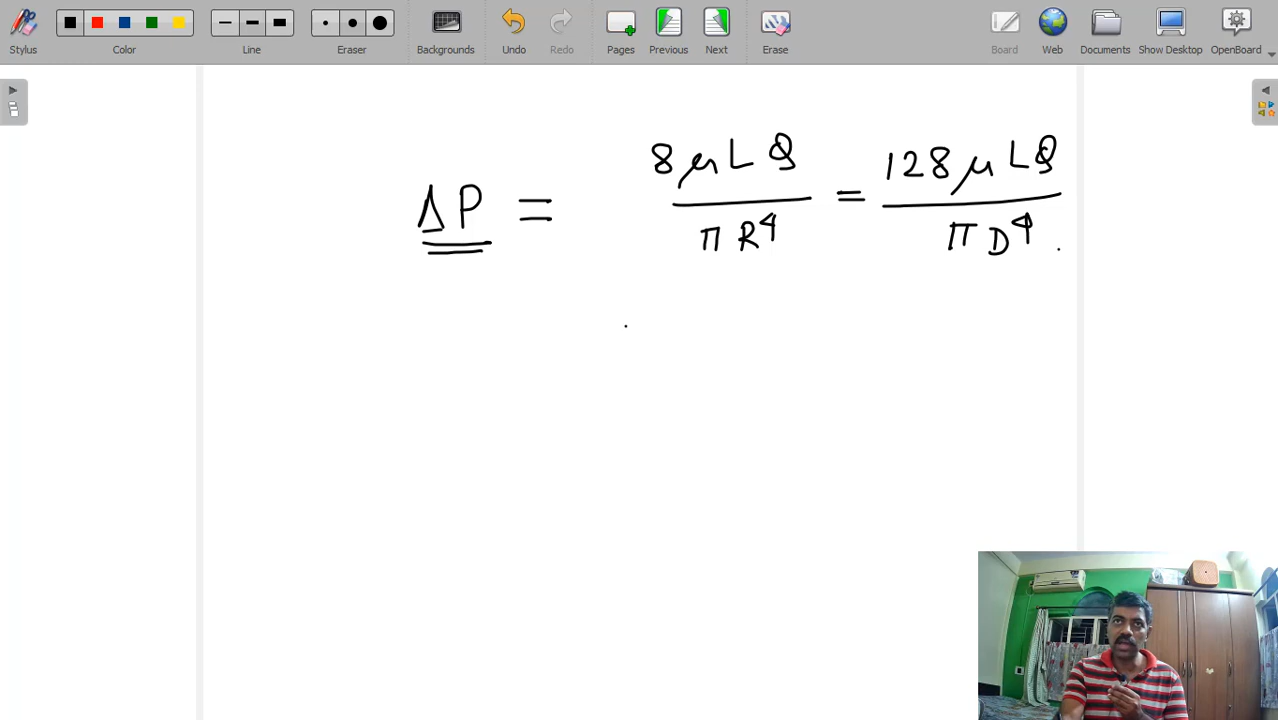 Stylus Color Line Eraser Backgrounds Undo Redo Pages Previous Next Erase Board Web Documents Show Desktop OpenBoard
ΔP = 8μLQ / πR⁴ = 128μLQ / πD⁴.